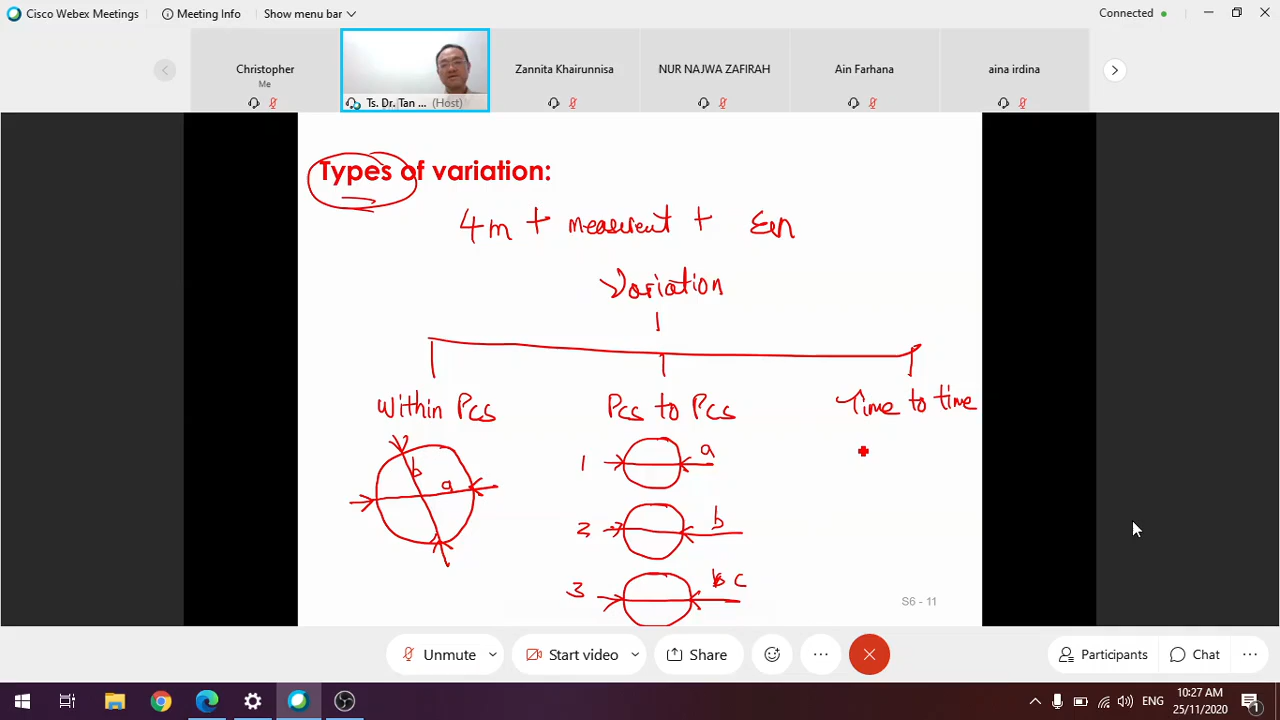 Cisco Webex Meetings
Meeting Info
Show menu bar
Connected
Christopher
Me
Ts. Dr. Tan ... (Host)
Zannita Khairunnisa
NUR NAJWA ZAFIRAH
Ain Farhana
aina irdina
Types of variation:
4m + measurent +
Variation
Within Pcs
Pcs to Pcs
Time to time
b
a
1 a
2 b
3 c
S6 - 11
Unmute
Start video
Share
Participants
Chat
ENG
10:27 AM
25/11/2020
1